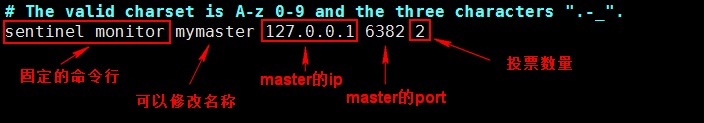 # The valid charset is A-z 0-9 and the three characters ".-_".
sentinel monitor mymaster 127.0.0.1 6382 2
固定的命令行
可以修改名称
master的ip
master的port
投票数量